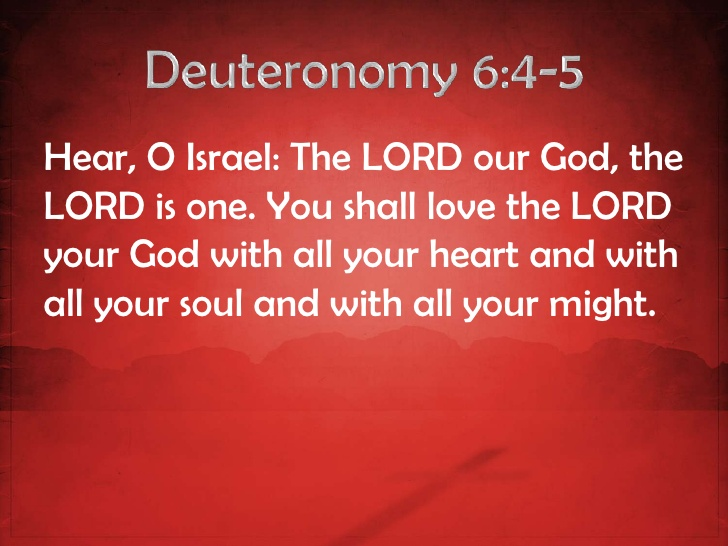 Deuteronomy 6:4-5
Hear, O Israel: The LORD our God, the
LORD is one. You shall love the LORD
your God with all your heart and with
all your soul and with all your might.